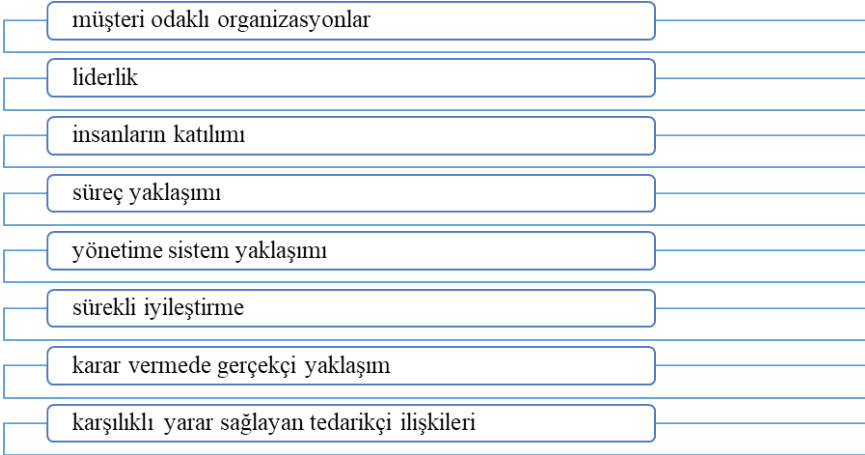 müşteri odaklı organizasyonlar
liderlik
insanların katılımı
süreç yaklaşımı
yönetime sistem yaklaşımı
sürekli iyileştirme
karar vermede gerçekçi yaklaşım
karşılıklı yarar sağlayan tedarikçi ilişkileri